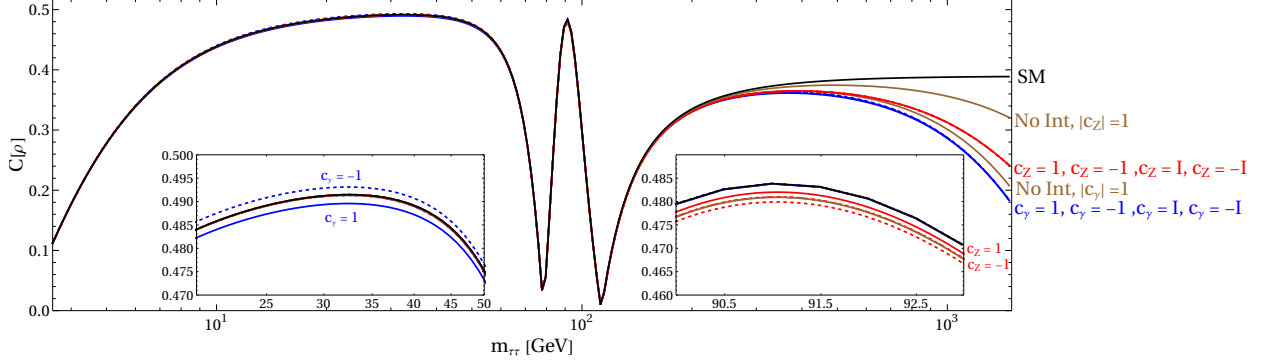 0.5
0.4
0.3
0.2
0.1
0.0
C[ρ]
10¹
10²
10³
m_ττ [GeV]
SM
No Int, |c_Z| =1
c_Z = 1, c_Z = −1 ,c_Z = I, c_Z = −I
No Int, |c_γ| =1
c_γ = 1, c_γ = −1 ,c_γ = I, c_γ = −I
0.500
0.495
0.490
0.485
0.480
0.475
0.470
25 30 35 40 45 50
c_γ = −1
c_γ = 1
0.485
0.480
0.475
0.470
0.465
0.460
90.5 91.5 92.5
c_Z = 1
c_Z = −1